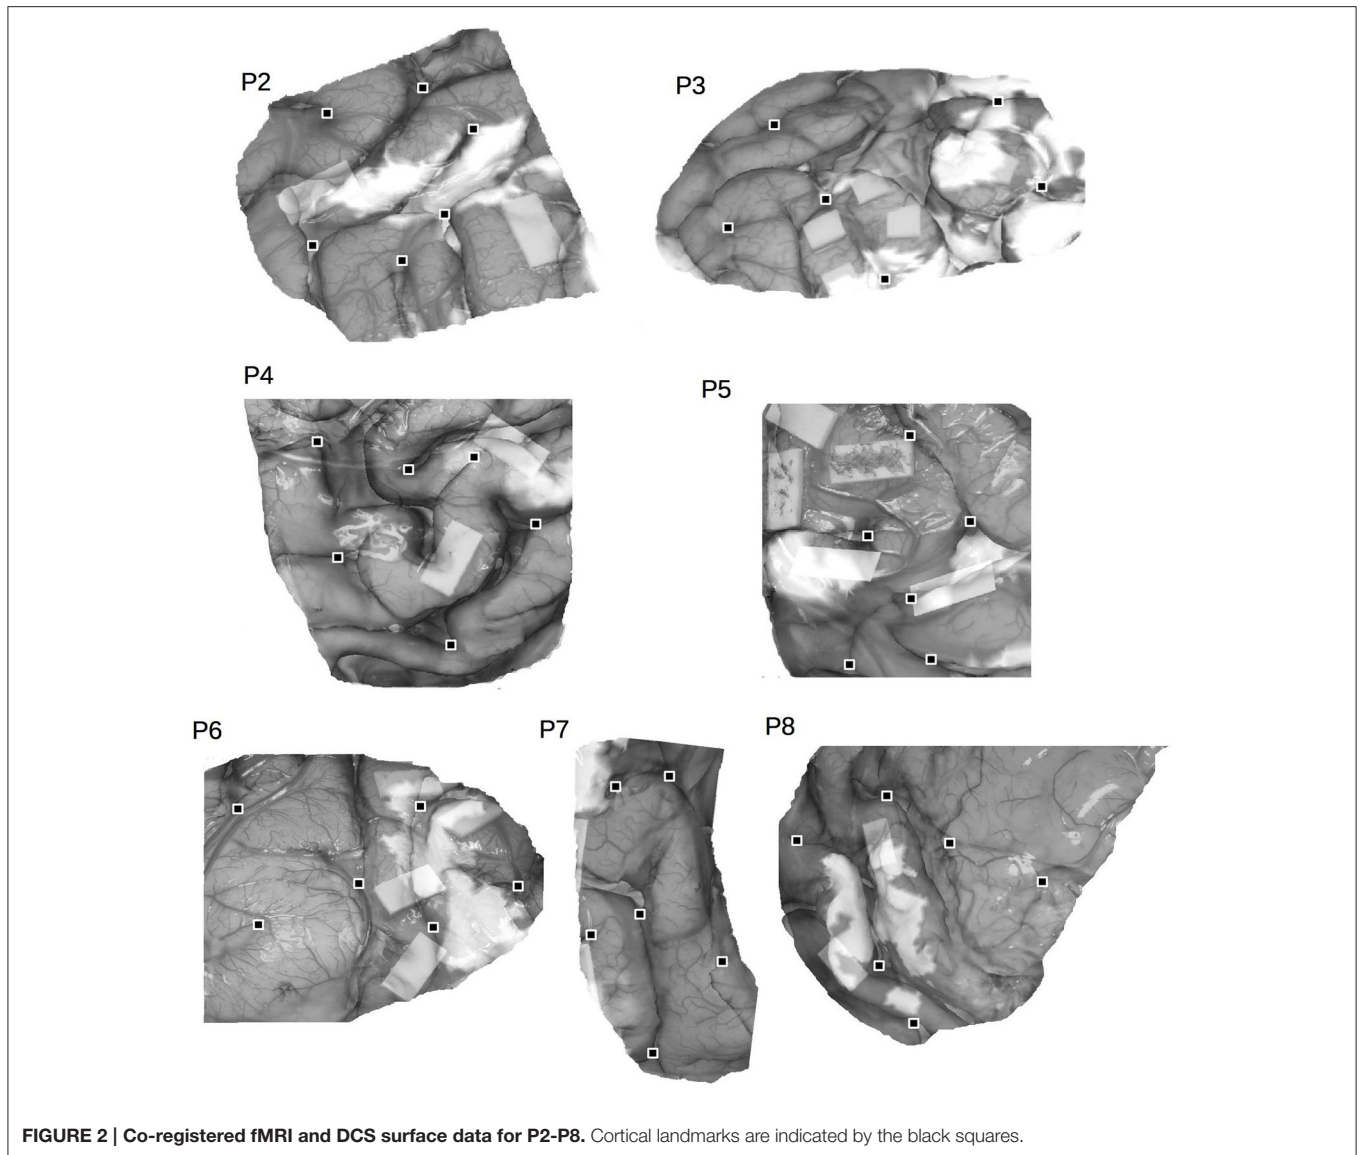 P2
P3
P4
P5
P6
P7
P8
FIGURE 2 | Co-registered fMRI and DCS surface data for P2-P8. Cortical landmarks are indicated by the black squares.